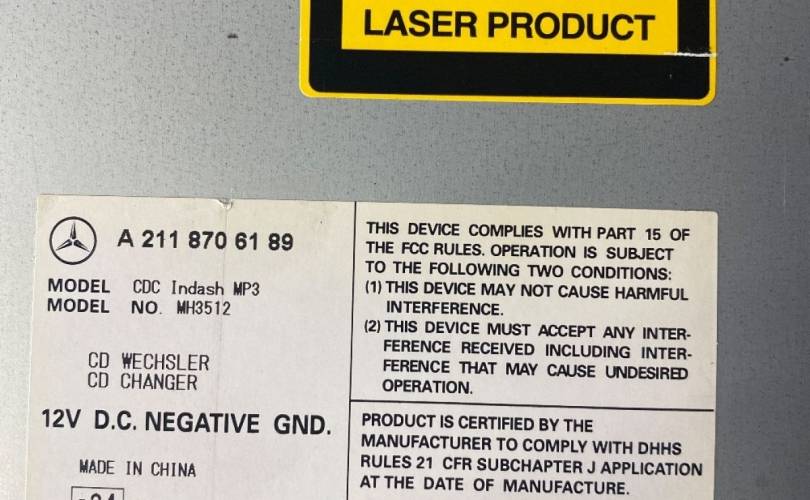 LASER PRODUCT
A 211 870 61 89
MODEL CDC Indash MP3
MODEL NO. MH3512
CD WECHSLER
CD CHANGER
12V D.C. NEGATIVE GND.
MADE IN CHINA
THIS DEVICE COMPLIES WITH PART 15 OF
THE FCC RULES. OPERATION IS SUBJECT
TO THE FOLLOWING TWO CONDITIONS:
(1) THIS DEVICE MAY NOT CAUSE HARMFUL
INTERFERENCE.
(2) THIS DEVICE MUST ACCEPT ANY INTER-
FERENCE RECEIVED INCLUDING INTER-
FERENCE THAT MAY CAUSE UNDESIRED
OPERATION.
PRODUCT IS CERTIFIED BY THE
MANUFACTURER TO COMPLY WITH DHHS
RULES 21 CFR SUBCHAPTER J APPLICATION
AT THE DATE OF MANUFACTURE.